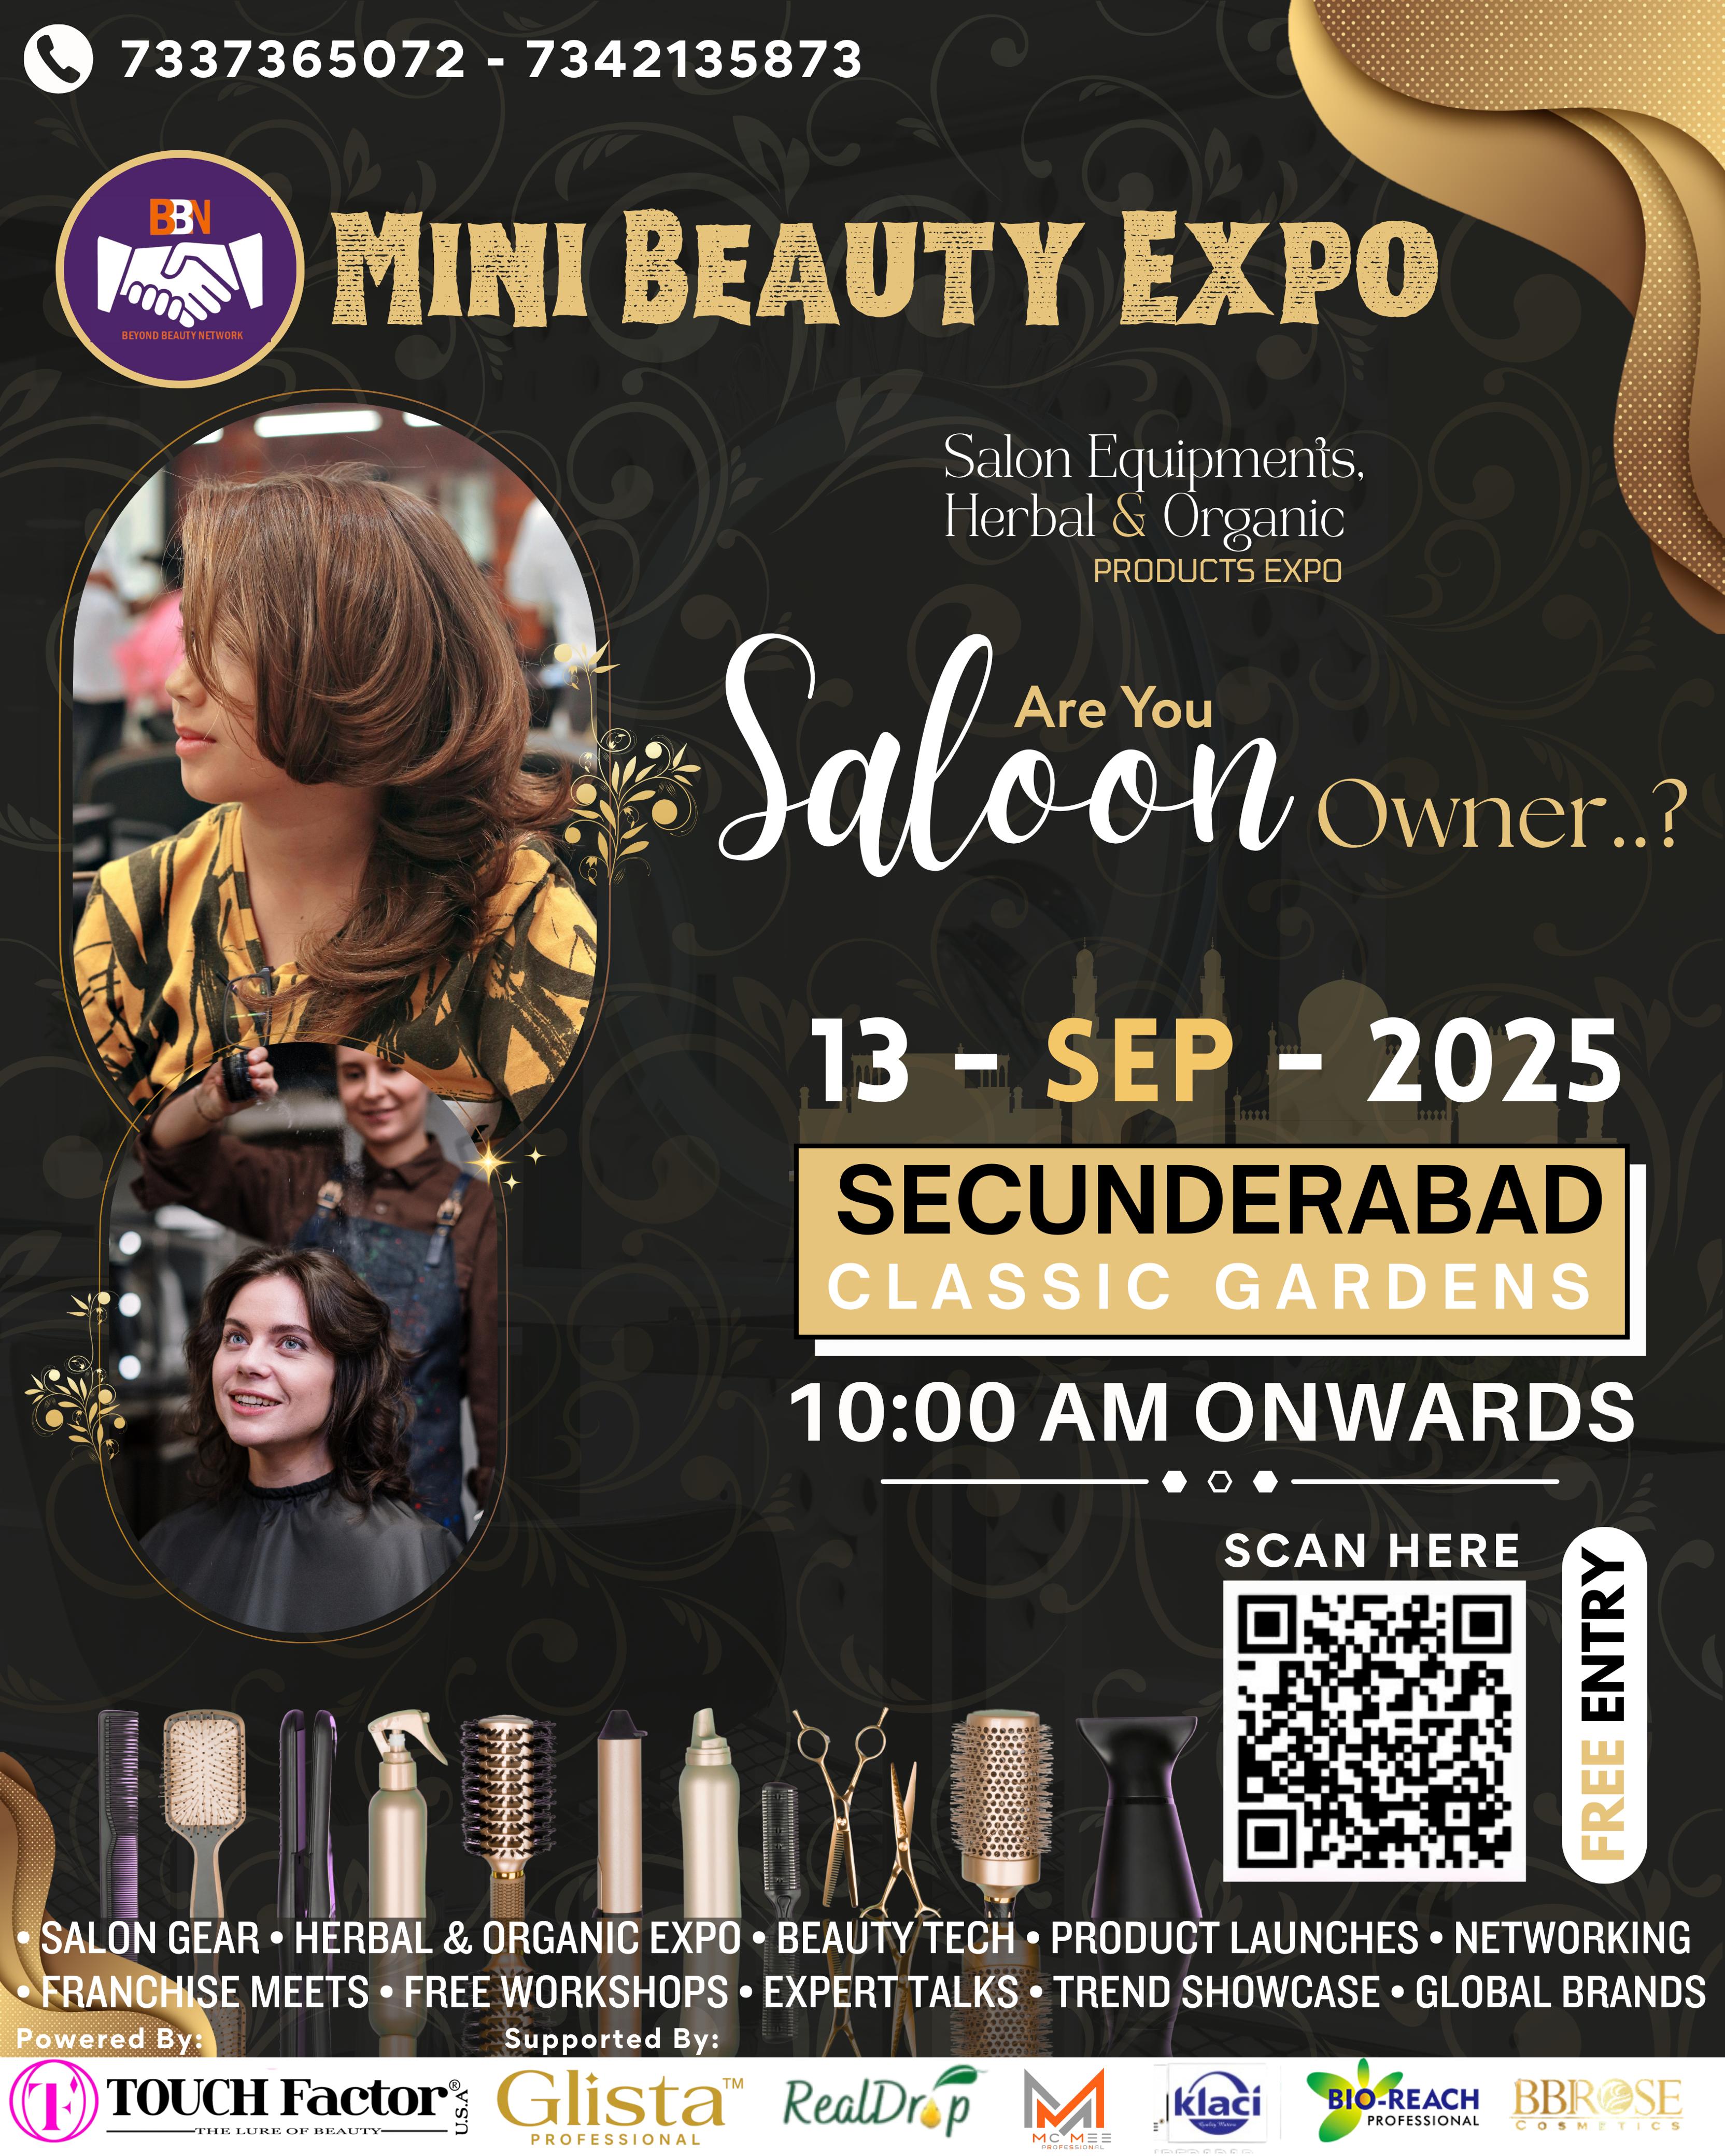 7337365072 - 7342135873
BBN
BEYOND BEAUTY NETWORK
MINI BEAUTY EXPO
Salon Equipments,
Herbal & Organic
PRODUCTS EXPO
Are You
Saloon Owner..?
13 - SEP - 2025
SECUNDERABAD
CLASSIC GARDENS
10:00 AM ONWARDS
SCAN HERE
FREE ENTRY
• SALON GEAR • HERBAL & ORGANIC EXPO • BEAUTY TECH • PRODUCT LAUNCHES • NETWORKING
• FRANCHISE MEETS • FREE WORKSHOPS • EXPERT TALKS • TREND SHOWCASE • GLOBAL BRANDS
Powered By:
Supported By:
TF TOUCH Factor® U.S.A
THE LURE OF BEAUTY
Glista™
PROFESSIONAL
RealDrop
M
MC MEE
PROFESSIONAL
klaci
BIO-REACH
PROFESSIONAL
BBROSE
COSMETICS